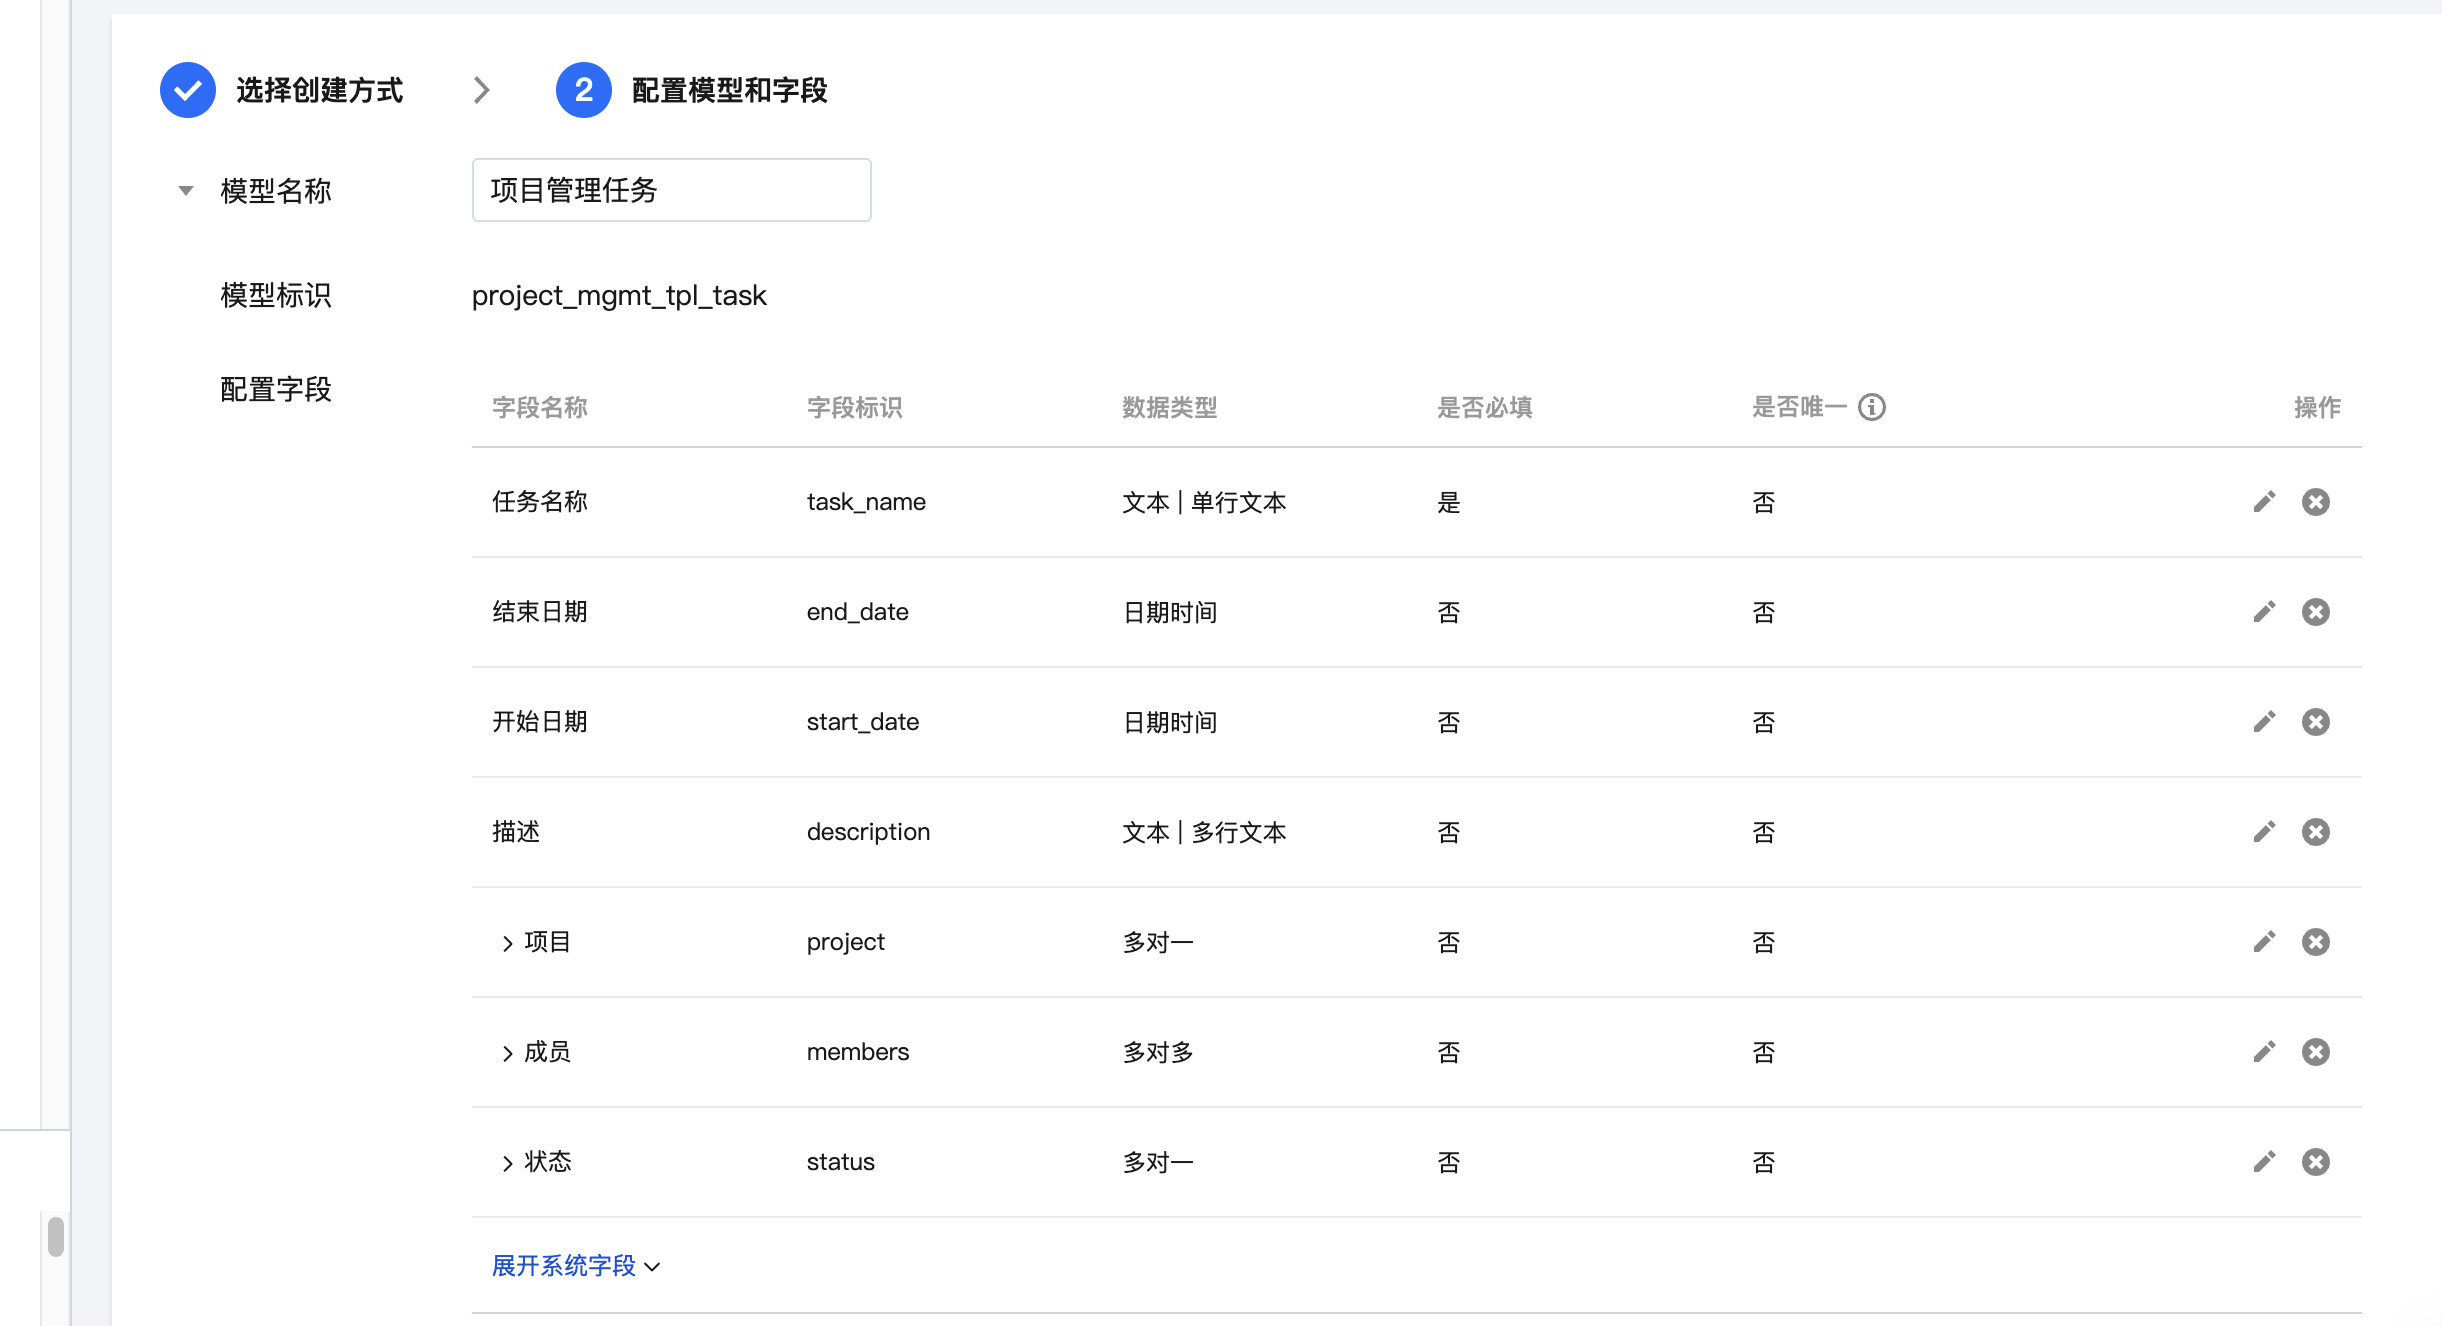 选择创建方式
2 配置模型和字段
模型名称 项目管理任务
模型标识 project_mgmt_tpl_task
配置字段
字段名称 字段标识 数据类型 是否必填 是否唯一 操作
任务名称 task_name 文本 | 单行文本 是 否
结束日期 end_date 日期时间 否 否
开始日期 start_date 日期时间 否 否
描述 description 文本 | 多行文本 否 否
项目 project 多对一 否 否
成员 members 多对多 否 否
状态 status 多对一 否 否
展开系统字段